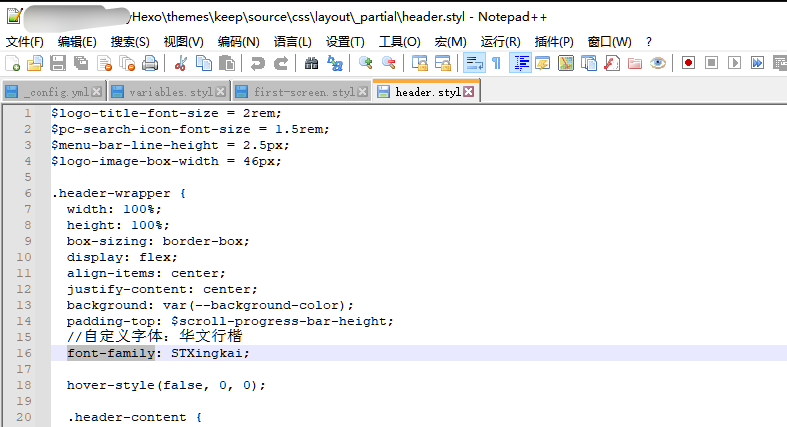 /Hexo\themes\keep\source\css\layout\_partial\header.styl - Notepad++
文件(F) 编辑(E) 搜索(S) 视图(V) 编码(N) 语言(L) 设置(T) 工具(O) 宏(M) 运行(R) 插件(P) 窗口(W) ?
_config.yml variables.styl first-screen.styl header.styl
1 $logo-title-font-size = 2rem;
2 $pc-search-icon-font-size = 1.5rem;
3 $menu-bar-line-height = 2.5px;
4 $logo-image-box-width = 46px;
5
6 .header-wrapper {
7 width: 100%;
8 height: 100%;
9 box-sizing: border-box;
10 display: flex;
11 align-items: center;
12 justify-content: center;
13 background: var(--background-color);
14 padding-top: $scroll-progress-bar-height;
15 //自定义字体：华文行楷
16 font-family: STXingkai;
17
18 hover-style(false, 0, 0);
19
20 .header-content {